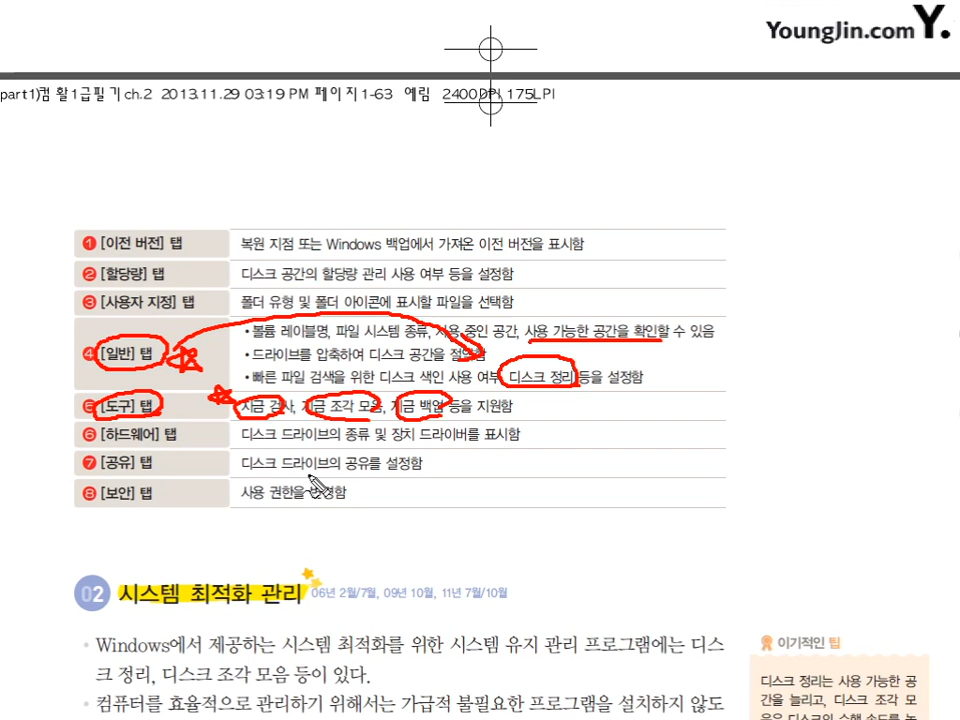 YoungJin.com Y.
part1)컴 활1급필기ch.2 2013.11.29 03:19 PM 페이지1-63 예림 2400DPI 175LPI
❶ [이전 버전] 탭 복원 지점 또는 Windows 백업에서 가져온 이전 버전을 표시함
❷ [할당량] 탭 디스크 공간의 할당량 관리 사용 여부 등을 설정함
❸ [사용자 지정] 탭 폴더 유형 및 폴더 아이콘에 표시할 파일을 선택함
• 볼륨 레이블명, 파일 시스템 종류, 사용 중인 공간, 사용 가능한 공간을 확인할 수 있음
❹ [일반] 탭 • 드라이브를 압축하여 디스크 공간을 절약함
• 빠른 파일 검색을 위한 디스크 색인 사용 여부, 디스크 정리 등을 설정함
❺ [도구] 탭 지금 검사, 지금 조각 모음, 지금 백업 등을 지원함
❻ [하드웨어] 탭 디스크 드라이브의 종류 및 장치 드라이버를 표시함
❼ [공유] 탭 디스크 드라이브의 공유를 설정함
❽ [보안] 탭 사용 권한을 변경함
02 시스템 최적화 관리 06년 2월/7월, 09년 10월, 11년 7월/10월
• Windows에서 제공하는 시스템 최적화를 위한 시스템 유지 관리 프로그램에는 디스
크 정리, 디스크 조각 모음 등이 있다.
• 컴퓨터를 효율적으로 관리하기 위해서는 가급적 불필요한 프로그램을 설치하지 않도
이기적인 팁
디스크 정리는 사용 가능한 공
간을 늘리고, 디스크 조각 모
음은 디스크의 수행 속도를 높